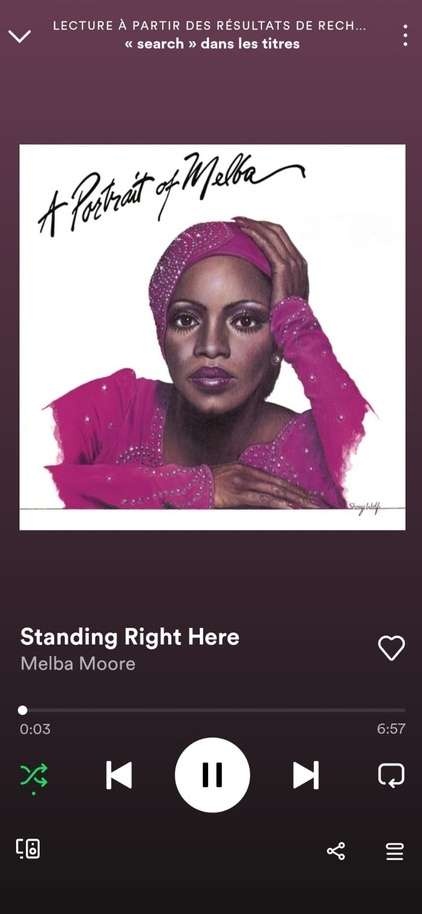 LECTURE À PARTIR DES RÉSULTATS DE RECH...
« search » dans les titres
A Portrait of Melba
Standing Right Here
Melba Moore
0:03
6:57